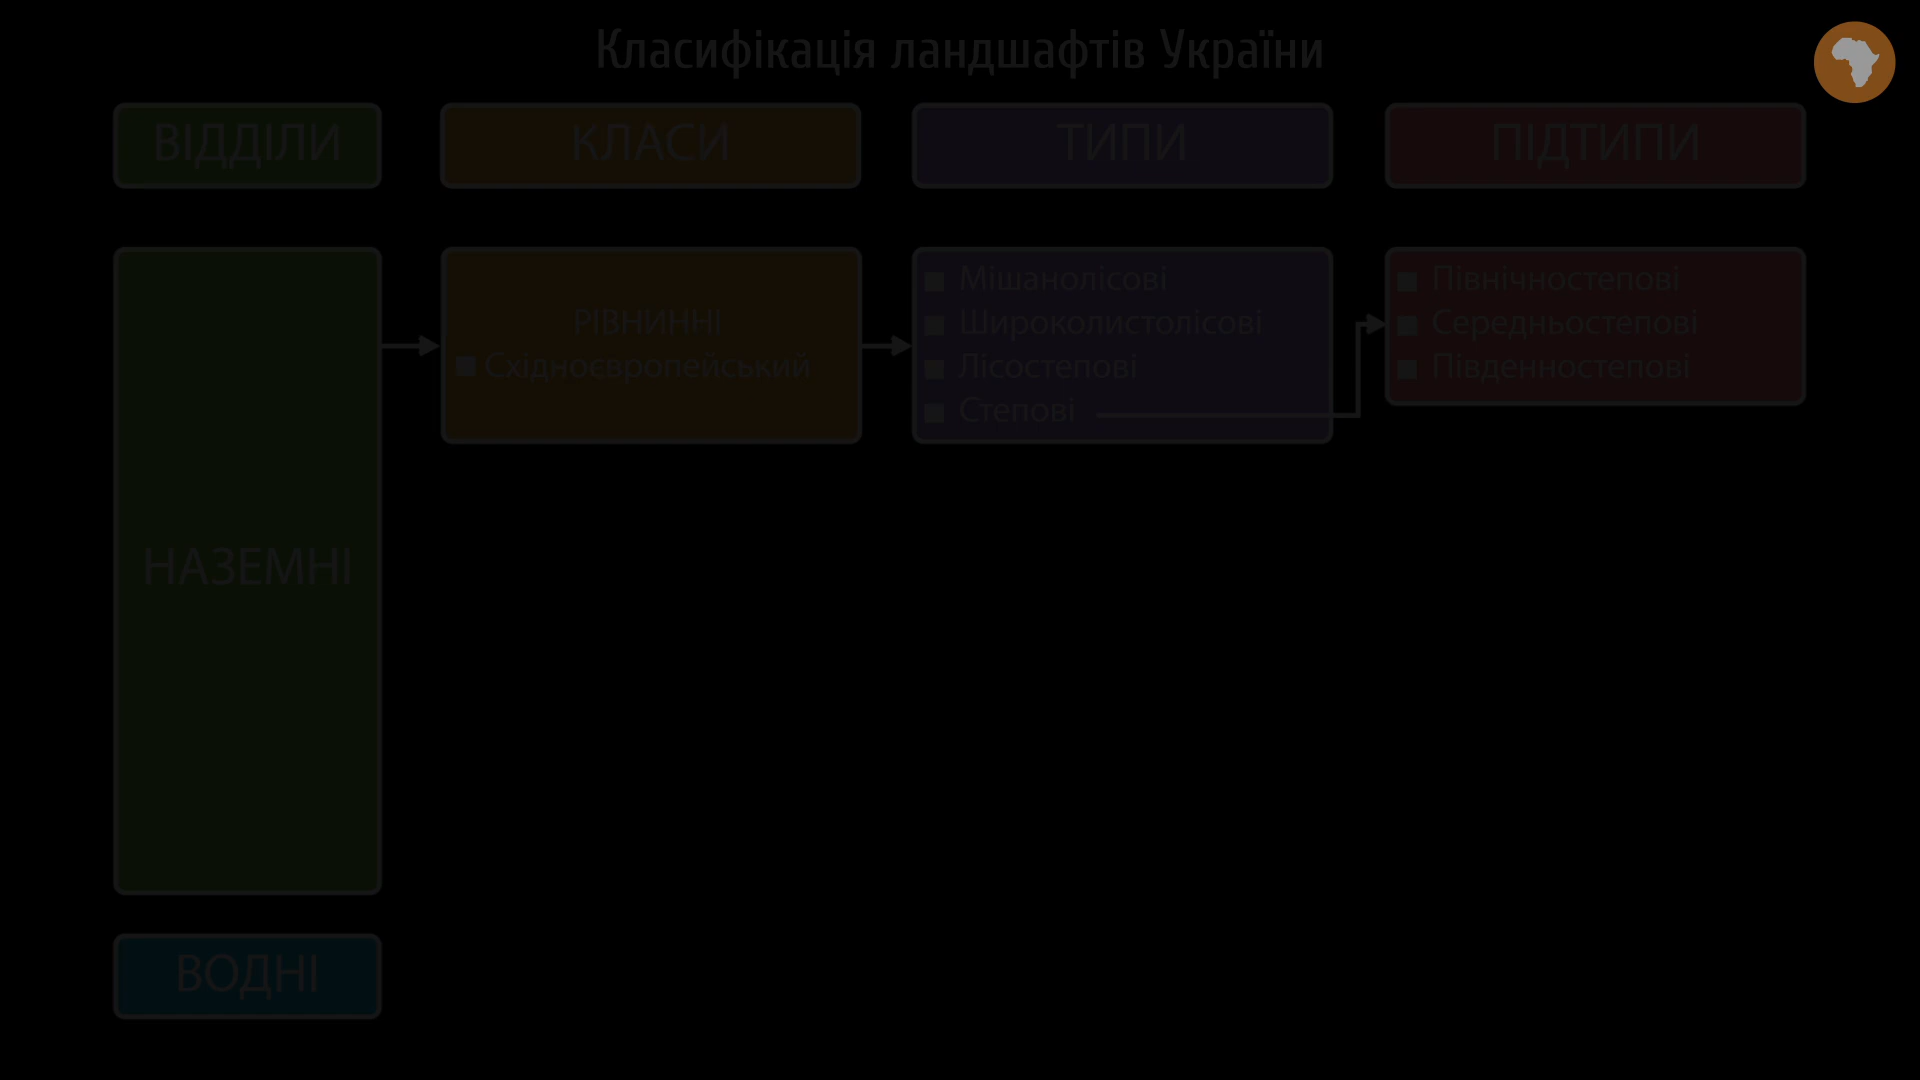 Класифікація ландшафтів України
ВІДДІЛИ
КЛАСИ
ТИПИ
ПІДТИПИ
НАЗЕМНІ
РІВНИННІ
Східноєвропейський
Мішанолісові
Широколистолісові
Лісостепові
Степові
Північностепові
Середньостепові
Південностепові
ВОДНІ